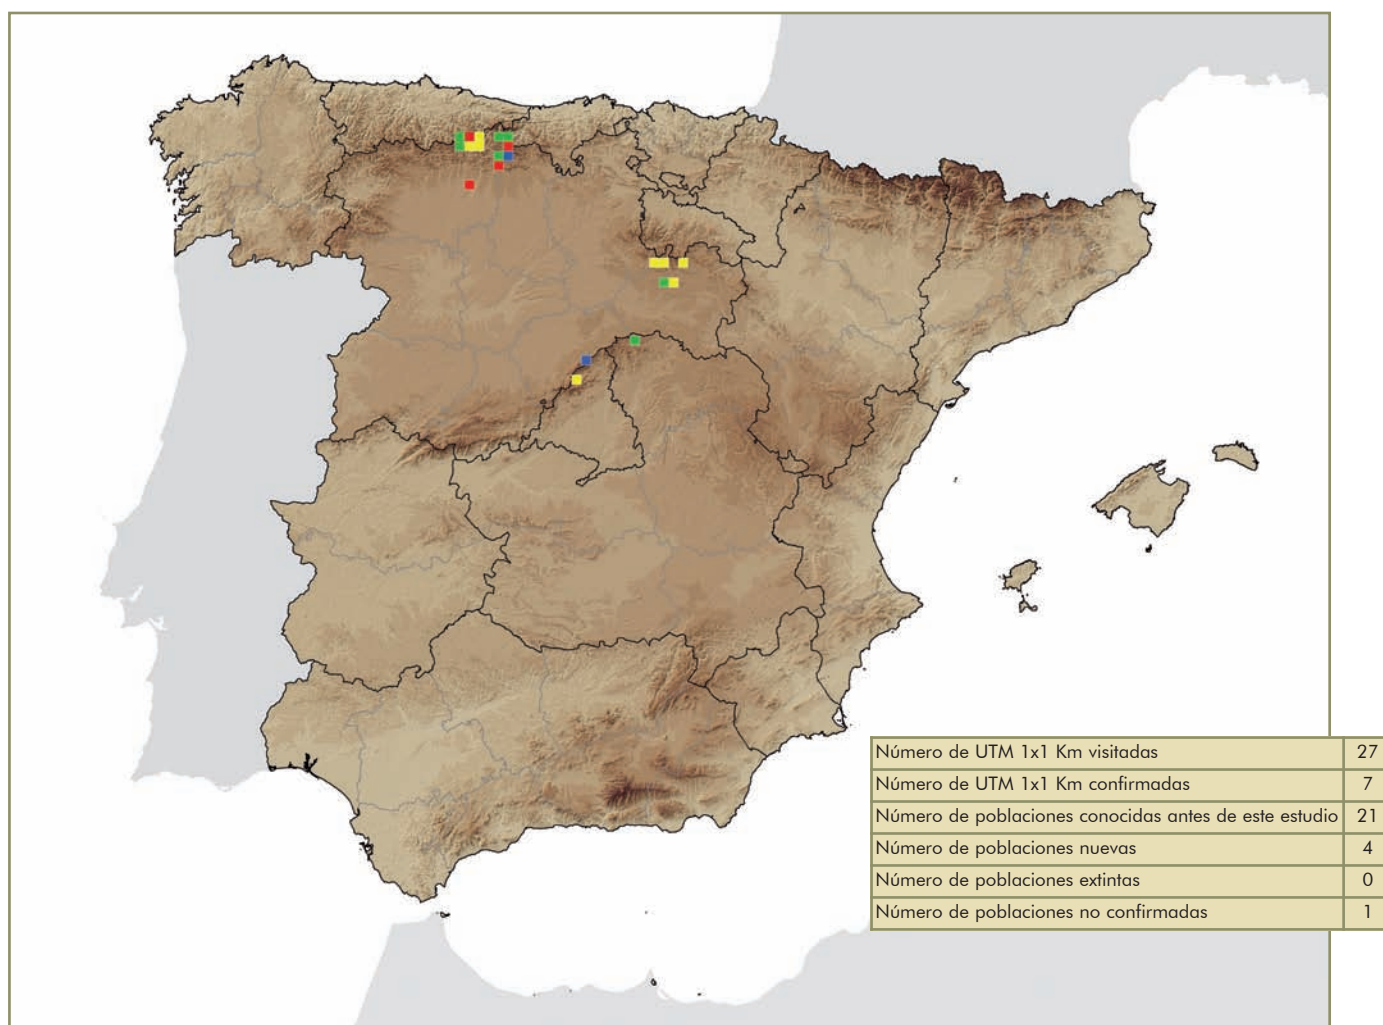 Número de UTM 1x1 Km visitadas 27
Número de UTM 1x1 Km confirmadas 7
Número de poblaciones conocidas antes de este estudio 21
Número de poblaciones nuevas 4
Número de poblaciones extintas 0
Número de poblaciones no confirmadas 1